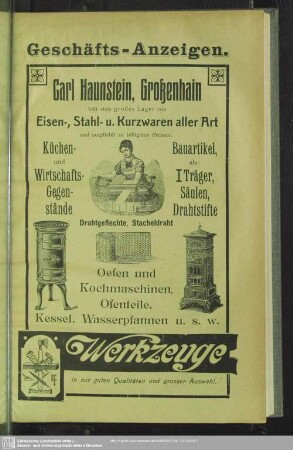 Geschäfts-Anzeigen.
Carl Haunstein, Großenhain
hält sein großes Lager von
Eisen-, Stahl- u. Kurzwaren aller Art
und empfiehlt zu billigsten Preisen:
Küchen-
und
Wirtschafts-
Gegen-
stände
Bauartikel,
als:
I Träger,
Säulen,
Drahtstifte
Drahtgeflechte, Stacheldraht
Oefen und
Kochmaschinen,
Ofenteile,
Kessel, Wasserpfannen u. s. w.
Werkzeuge
in nur guten Qualitäten und grosser Auswahl.